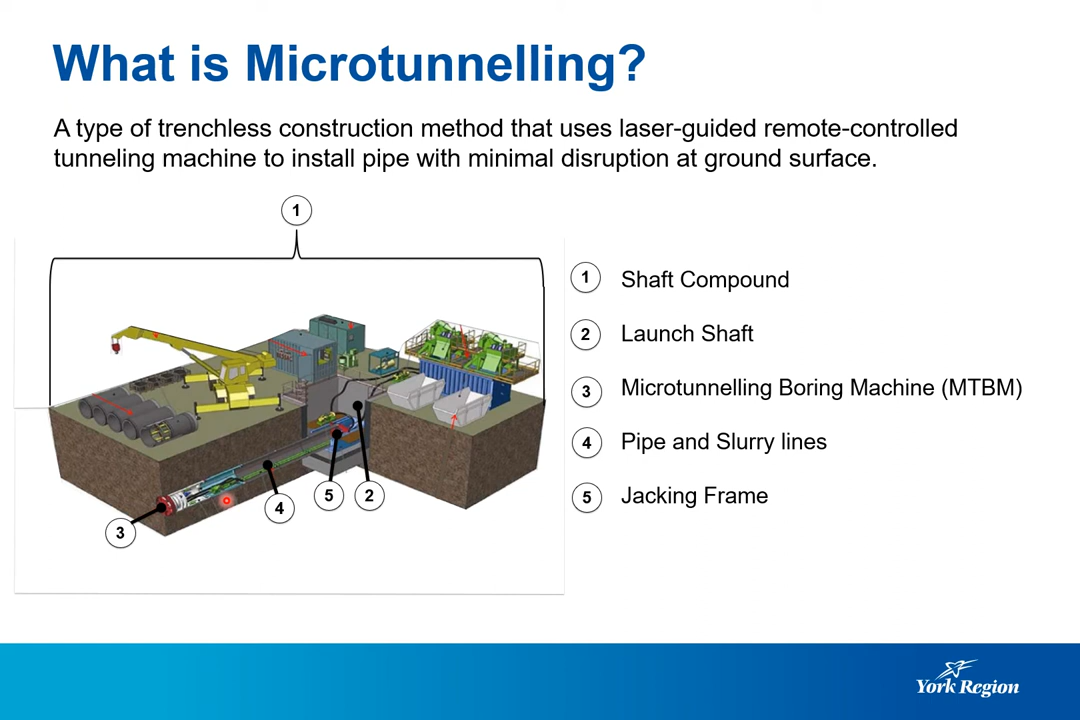 What is Microtunnelling?
A type of trenchless construction method that uses laser-guided remote-controlled
tunneling machine to install pipe with minimal disruption at ground surface.
1
1 Shaft Compound
2 Launch Shaft
3 Microtunnelling Boring Machine (MTBM)
4 Pipe and Slurry lines
5 Jacking Frame
5
2
4
3
York Region